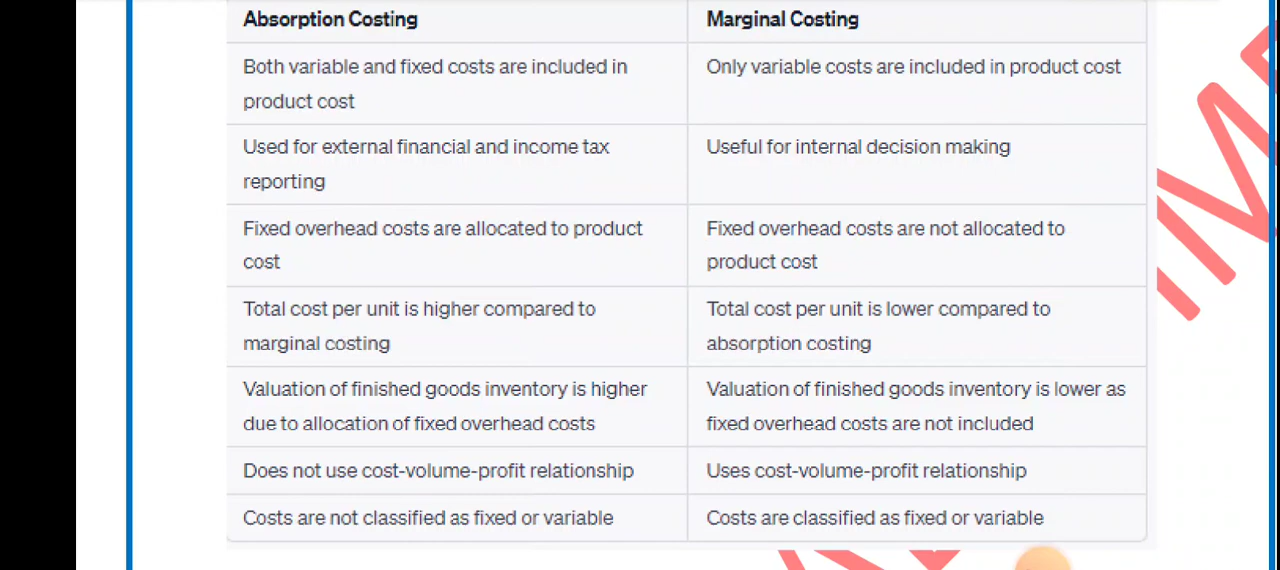 Absorption Costing Marginal Costing
Both variable and fixed costs are included in
product cost
Only variable costs are included in product cost
Used for external financial and income tax
reporting
Useful for internal decision making
Fixed overhead costs are allocated to product
cost
Fixed overhead costs are not allocated to
product cost
Total cost per unit is higher compared to
marginal costing
Total cost per unit is lower compared to
absorption costing
Valuation of finished goods inventory is higher
due to allocation of fixed overhead costs
Valuation of finished goods inventory is lower as
fixed overhead costs are not included
Does not use cost-volume-profit relationship
Uses cost-volume-profit relationship
Costs are not classified as fixed or variable
Costs are classified as fixed or variable